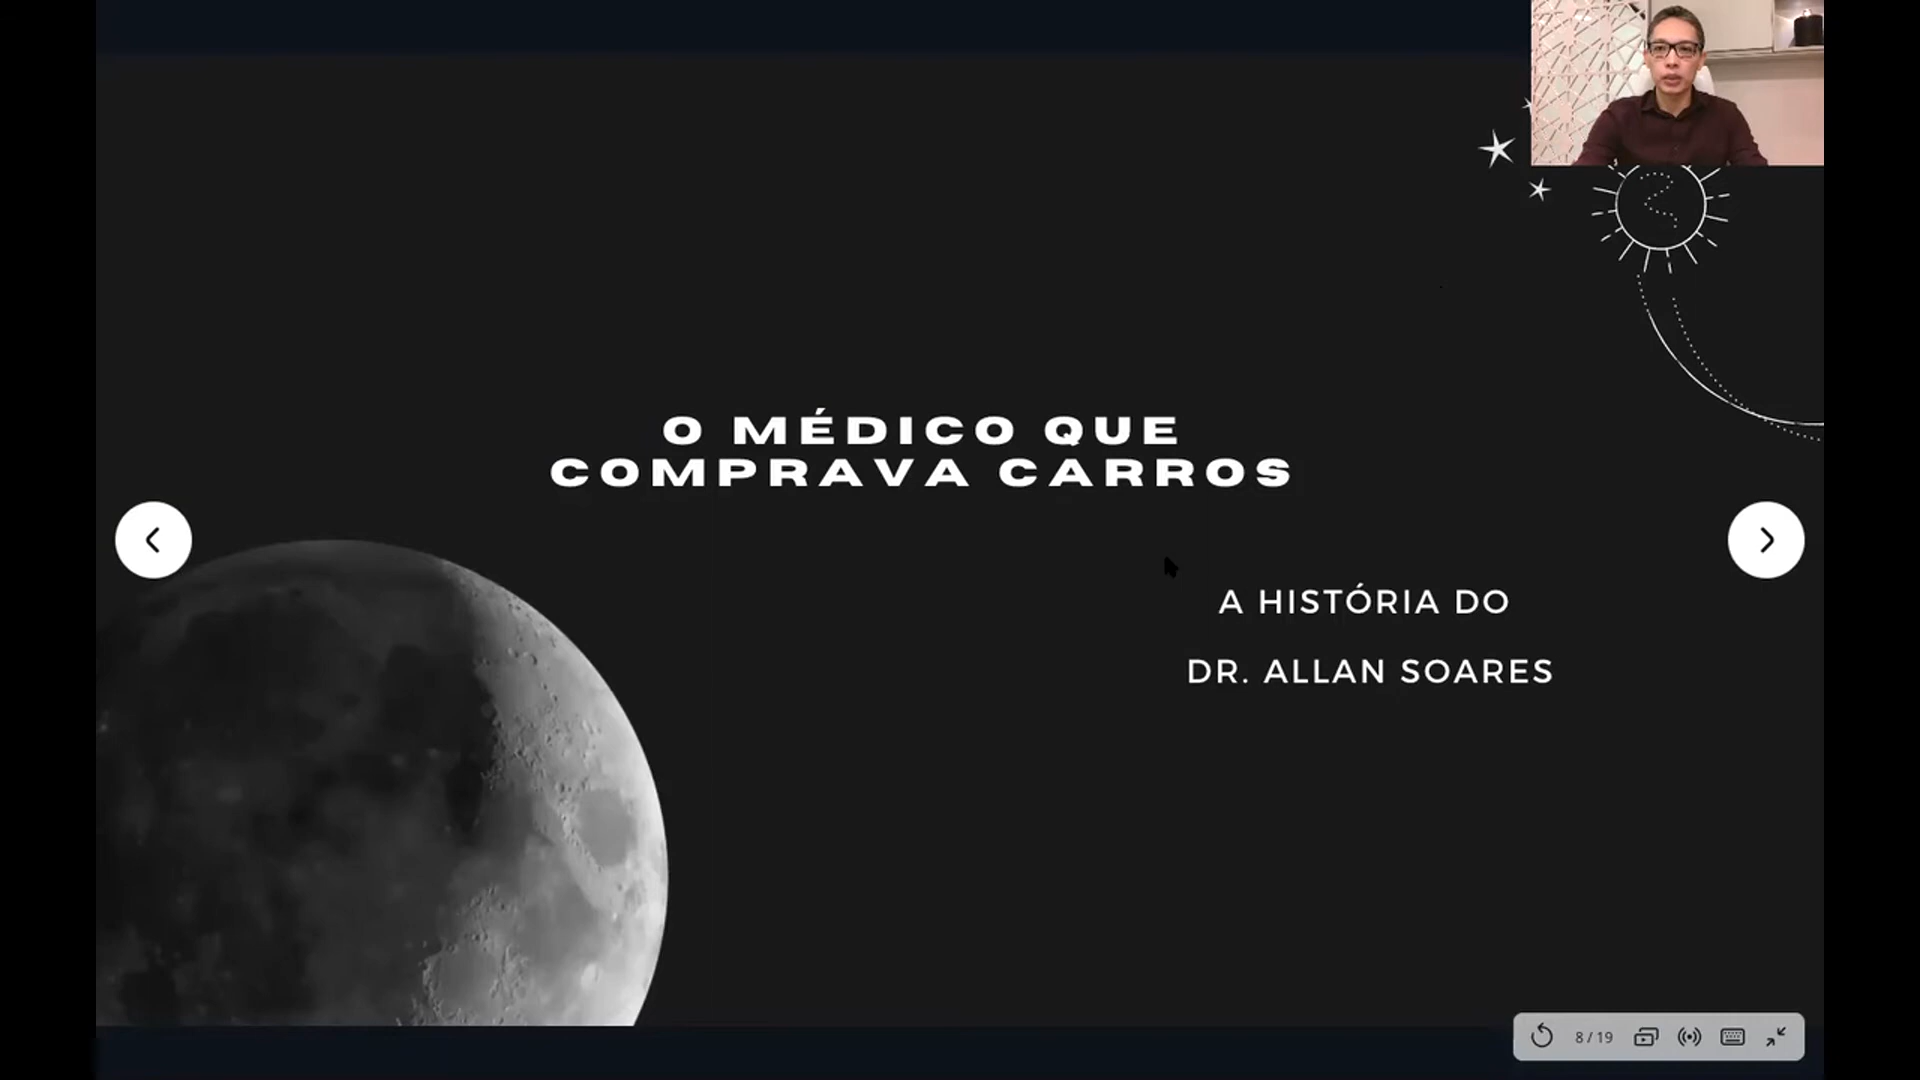 O MÉDICO QUE
COMPRAVA CARROS
A HISTÓRIA DO
DR. ALLAN SOARES
8 / 19